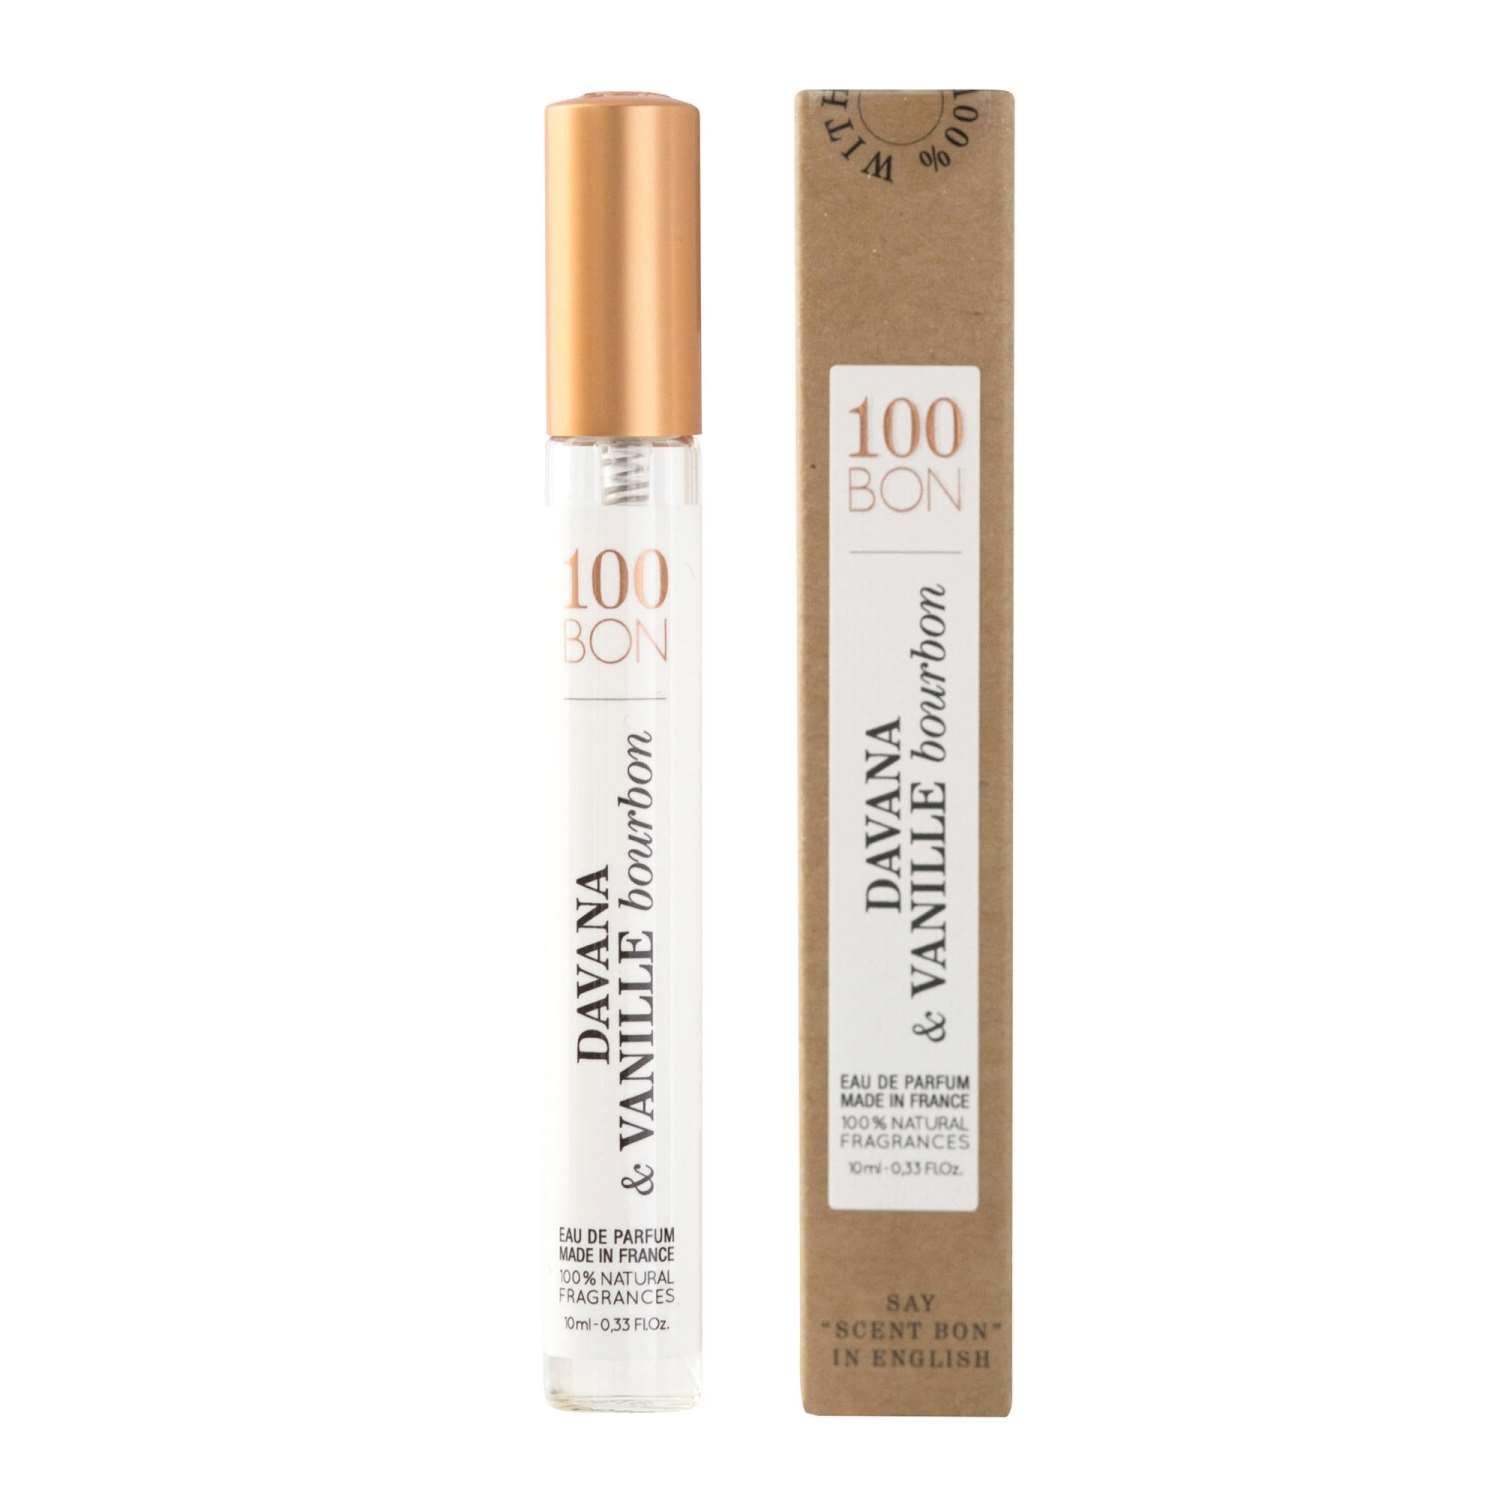 100
BON
DAVANA
& VANILLE bourbon
EAU DE PARFUM
MADE IN FRANCE
100% NATURAL
FRAGRANCES
10ml-0,33 Fl.Oz.
100% WITH
100
BON
DAVANA
& VANILLE bourbon
EAU DE PARFUM
MADE IN FRANCE
100% NATURAL
FRAGRANCES
10ml-0,33 Fl.Oz.
SAY
"SCENT BON"
IN ENGLISH